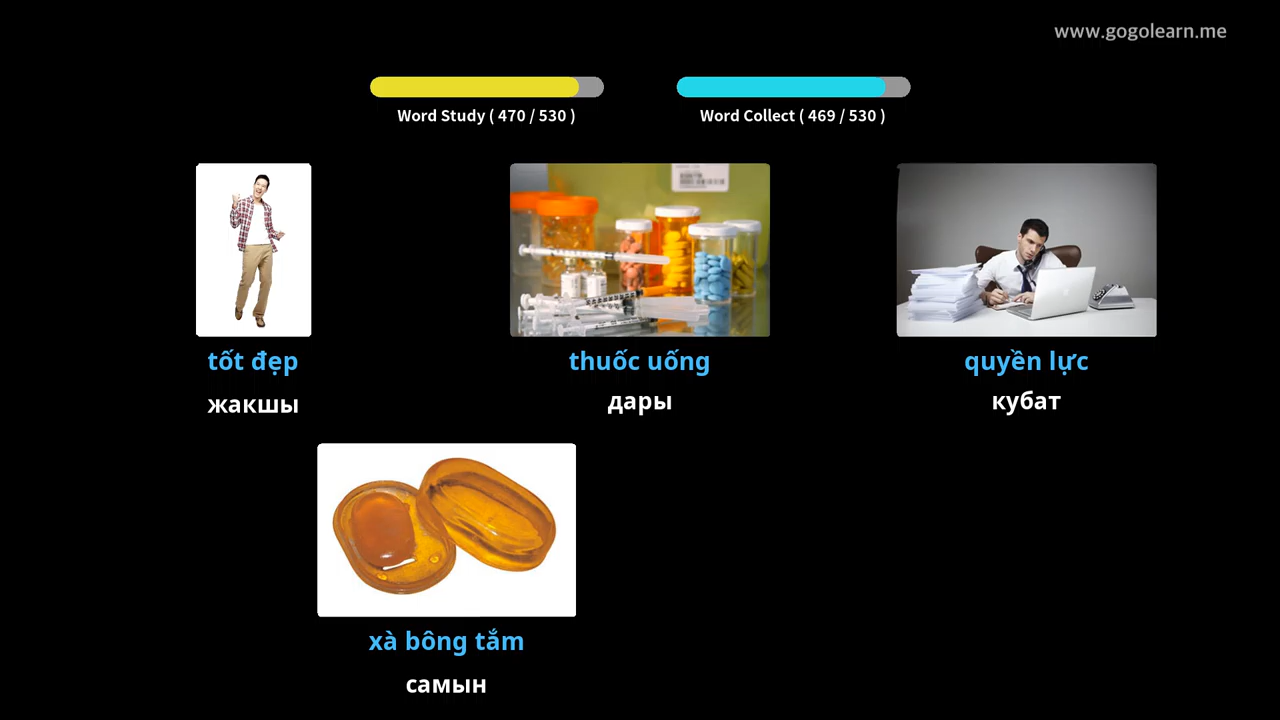 www.gogolearn.me
Word Study ( 470 / 530 )
Word Collect ( 469 / 530 )
tốt đẹp
жакшы
thuốc uống
дары
quyền lực
кубат
xà bông tắm
самын